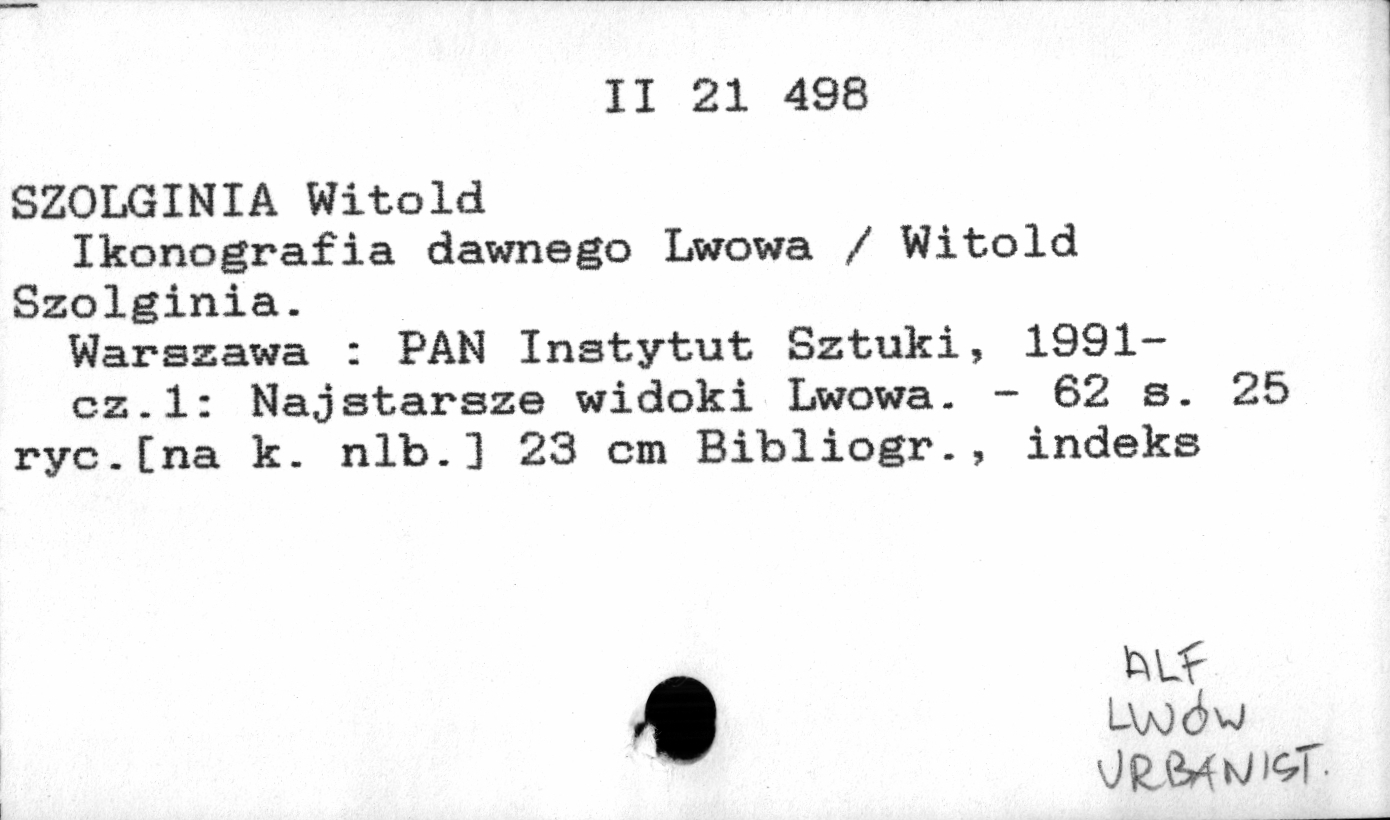 II 21 498
SZOLGINIA Witold
Ikonografia dawnego Lwowa / Witold
Szolginia.
Warszawa : PAN Instytut Sztuki, 1991-
cz.1: Najstarsze widoki Lwowa. - 62 s. 25
ryc.[na k. nlb.] 23 cm Bibliogr., indeks
ALF
LWÓW
URBANIST.